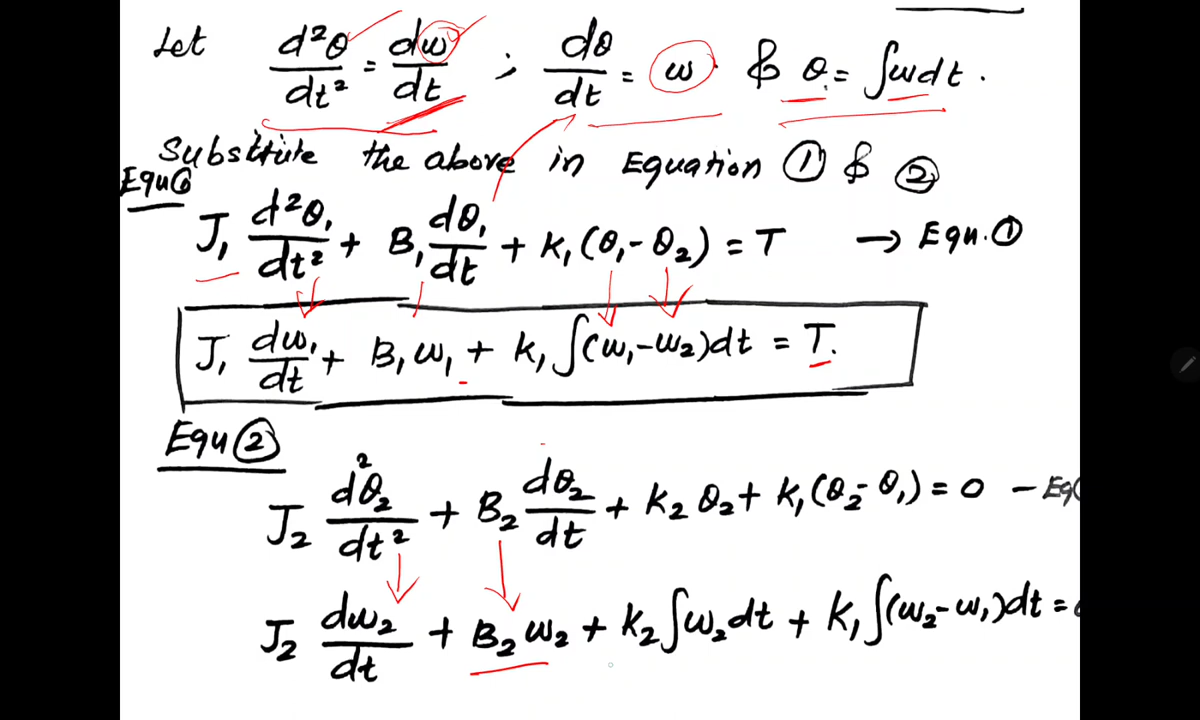 Let d²θ/dt² = dω/dt ; dθ/dt = ω & θ = ∫ωdt.
Substitute the above in Equation ① & ②
Equ①
J₁ d²θ₁/dt² + B₁ dθ₁/dt + K₁(θ₁-θ₂) = T → Equ.①
J₁ dω₁/dt + B₁ω₁ + K₁∫(ω₁-ω₂)dt = T.
Equ②
J₂ d²θ₂/dt² + B₂ dθ₂/dt + K₂θ₂ + K₁(θ₂-θ₁) = 0 - Eq
J₂ dω₂/dt + B₂ω₂ + K₂∫ω₂dt + K₁∫(ω₂-ω₁)dt =